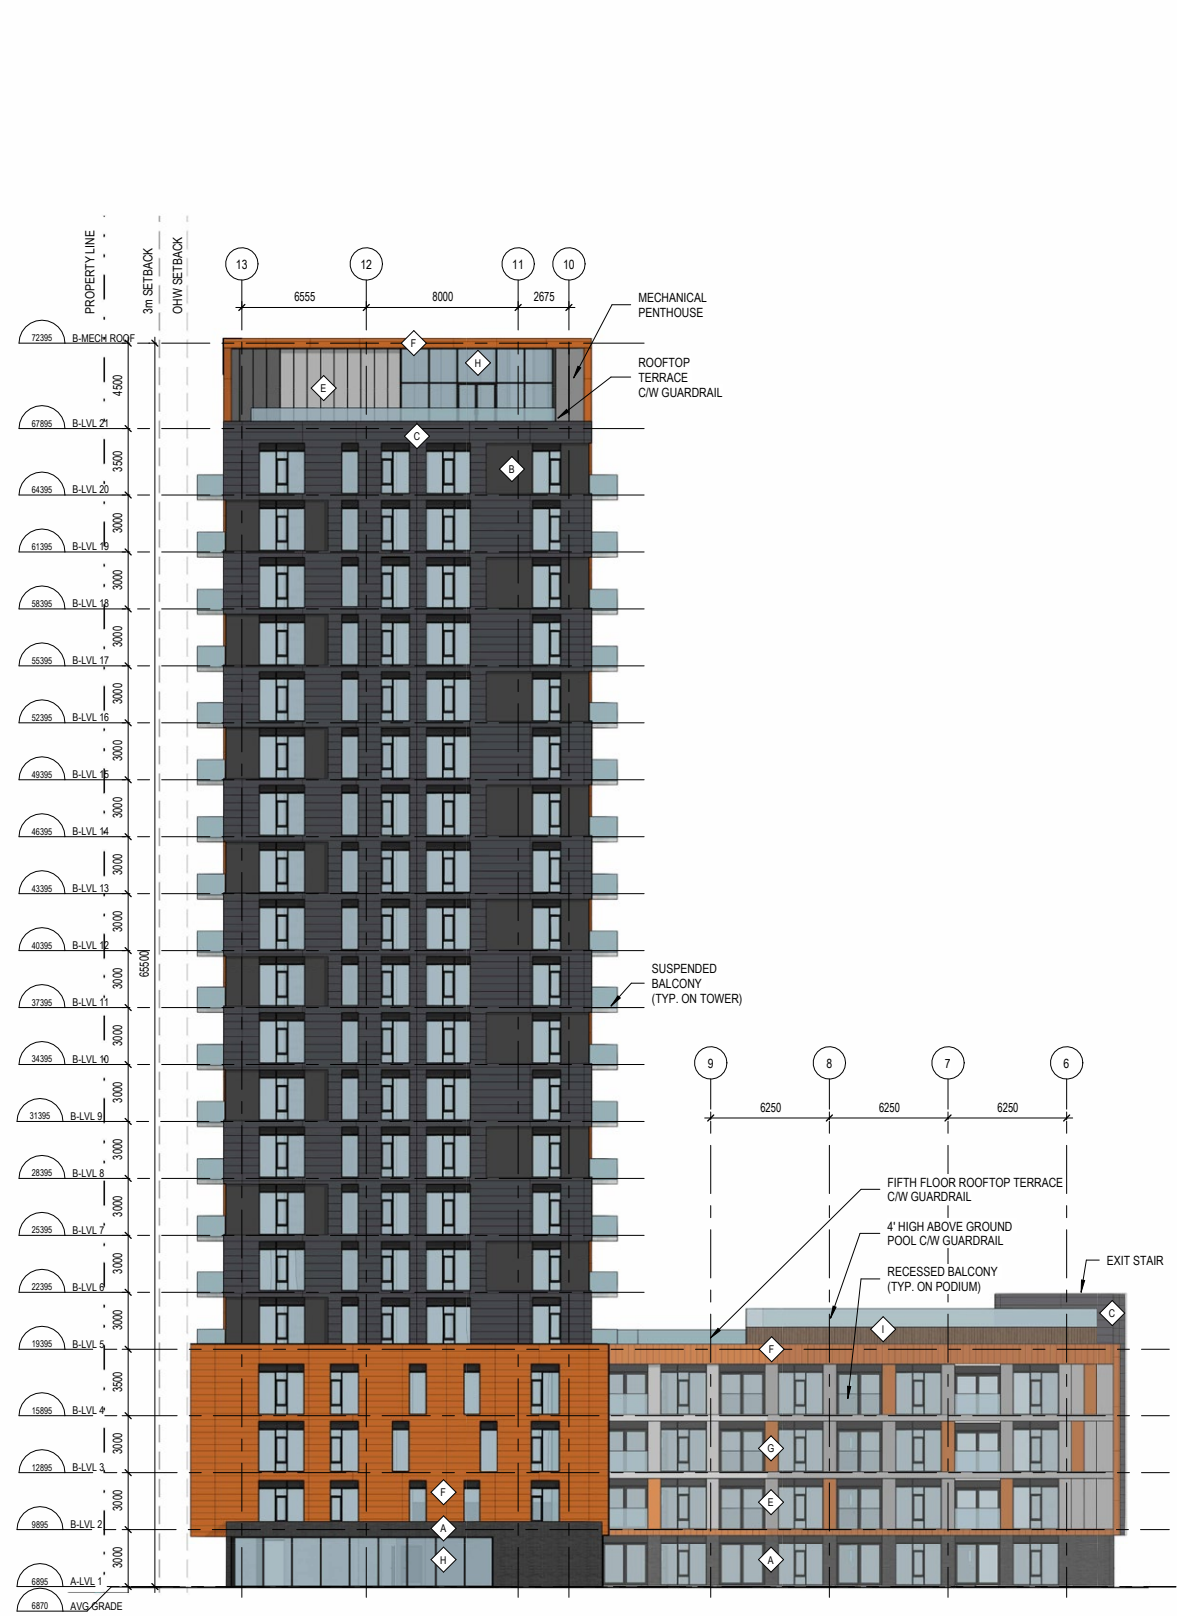 PROPERTY LINE
3m SETBACK
OHW SETBACK
13
12
11
10
6555
8000
2675
MECHANICAL
PENTHOUSE
ROOFTOP
TERRACE
C/W GUARDRAIL
72395 B-MECH ROOF
F
H
E
4500
67895 B-LVL 21
C
B
3500
64395 B-LVL 20
3000
61395 B-LVL 19
3000
58395 B-LVL 18
3000
55395 B-LVL 17
3000
52395 B-LVL 16
3000
49395 B-LVL 15
3000
46395 B-LVL 14
3000
43395 B-LVL 13
3000
40395 B-LVL 12
65500
3000
37395 B-LVL 11
SUSPENDED
BALCONY
(TYP. ON TOWER)
3000
34395 B-LVL 10
3000
31395 B-LVL 9
3000
28395 B-LVL 8
3000
25395 B-LVL 7
3000
22395 B-LVL 6
3000
19395 B-LVL 5
3500
15895 B-LVL 4
3000
12895 B-LVL 3
3000
9895 B-LVL 2
3000
6895 A-LVL 1
6870 AVG GRADE
9
8
7
6
6250
6250
6250
FIFTH FLOOR ROOFTOP TERRACE
C/W GUARDRAIL
4' HIGH ABOVE GROUND
POOL C/W GUARDRAIL
RECESSED BALCONY
(TYP. ON PODIUM)
EXIT STAIR
C
I
F
G
E
A
F
A
H